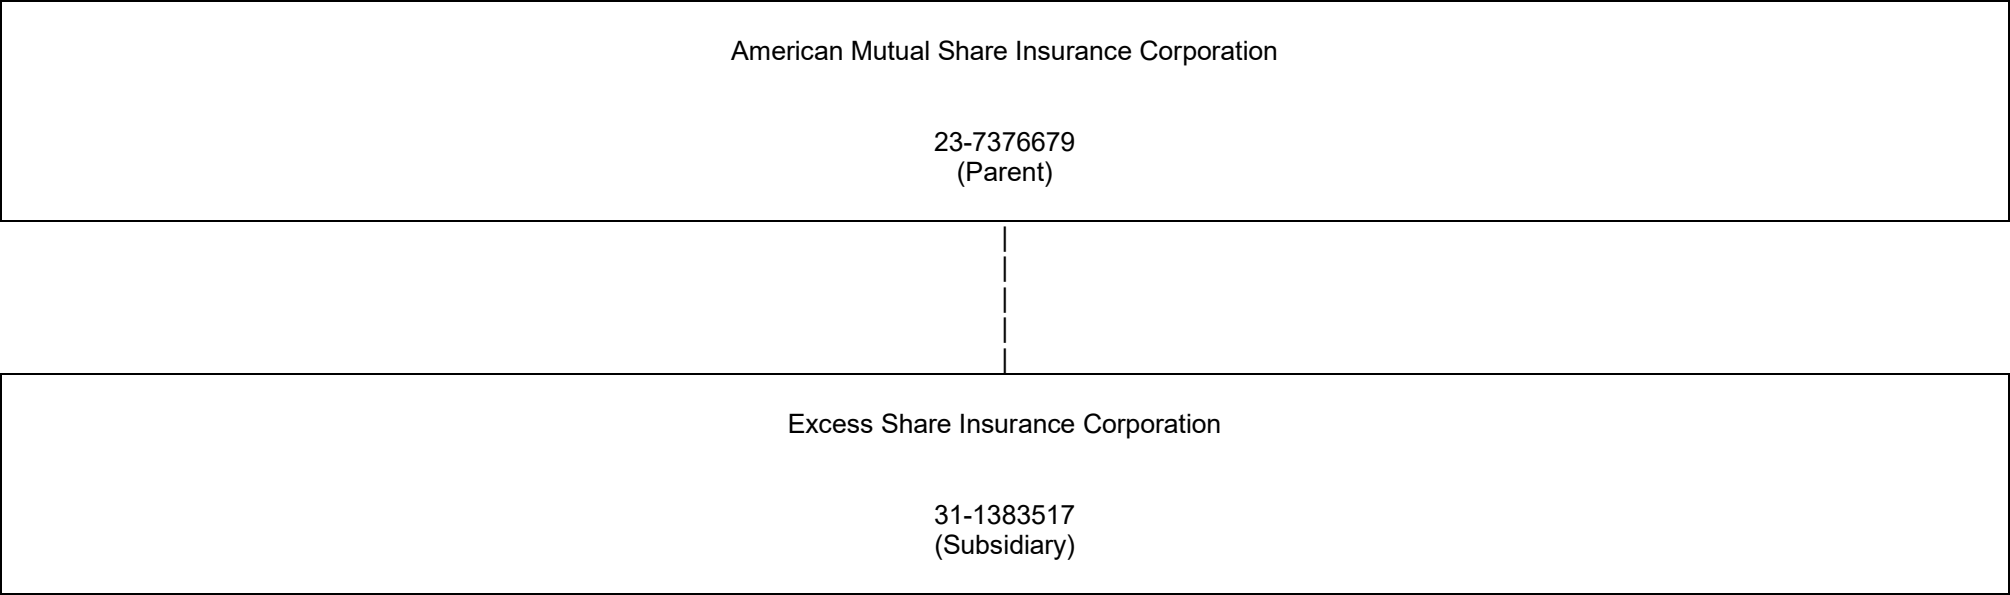 American Mutual Share Insurance Corporation
23-7376679
(Parent)
Excess Share Insurance Corporation
31-1383517
(Subsidiary)